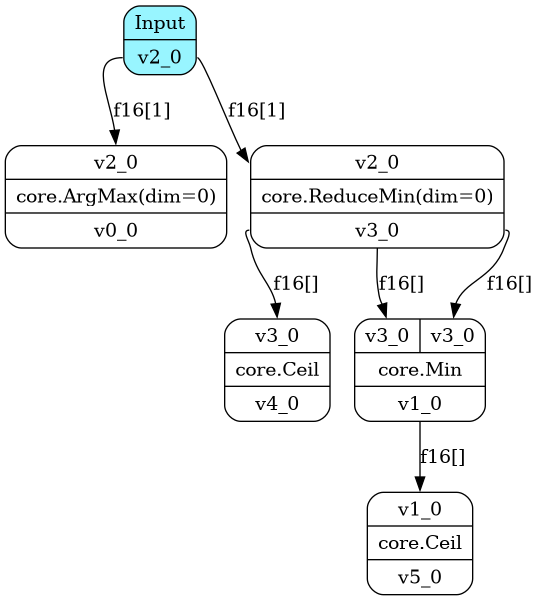 Input
v2_0
f16[1]
f16[1]
v2_0
core.ArgMax(dim=0)
v0_0
v2_0
core.ReduceMin(dim=0)
v3_0
f16[]
f16[]
f16[]
v3_0
core.Ceil
v4_0
v3_0 v3_0
core.Min
v1_0
f16[]
v1_0
core.Ceil
v5_0